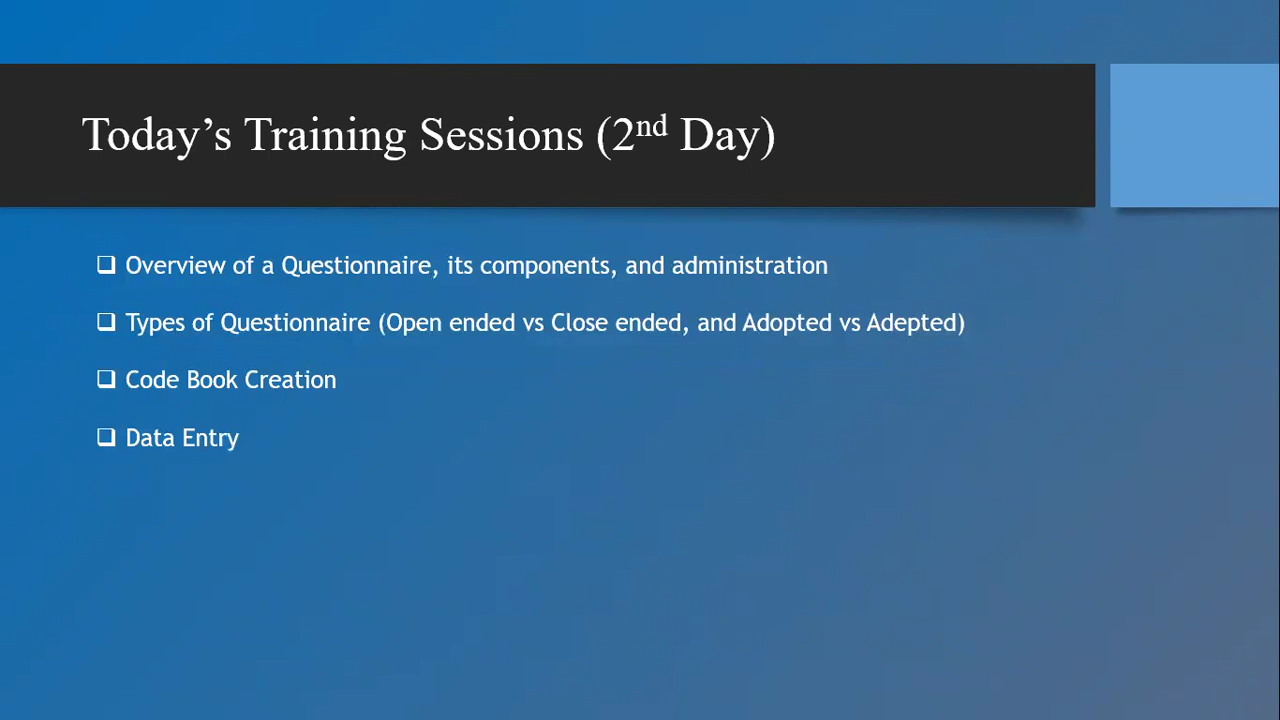 Today’s Training Sessions (2nd Day)
❑ Overview of a Questionnaire, its components, and administration
❑ Types of Questionnaire (Open ended vs Close ended, and Adopted vs Adepted)
❑ Code Book Creation
❑ Data Entry